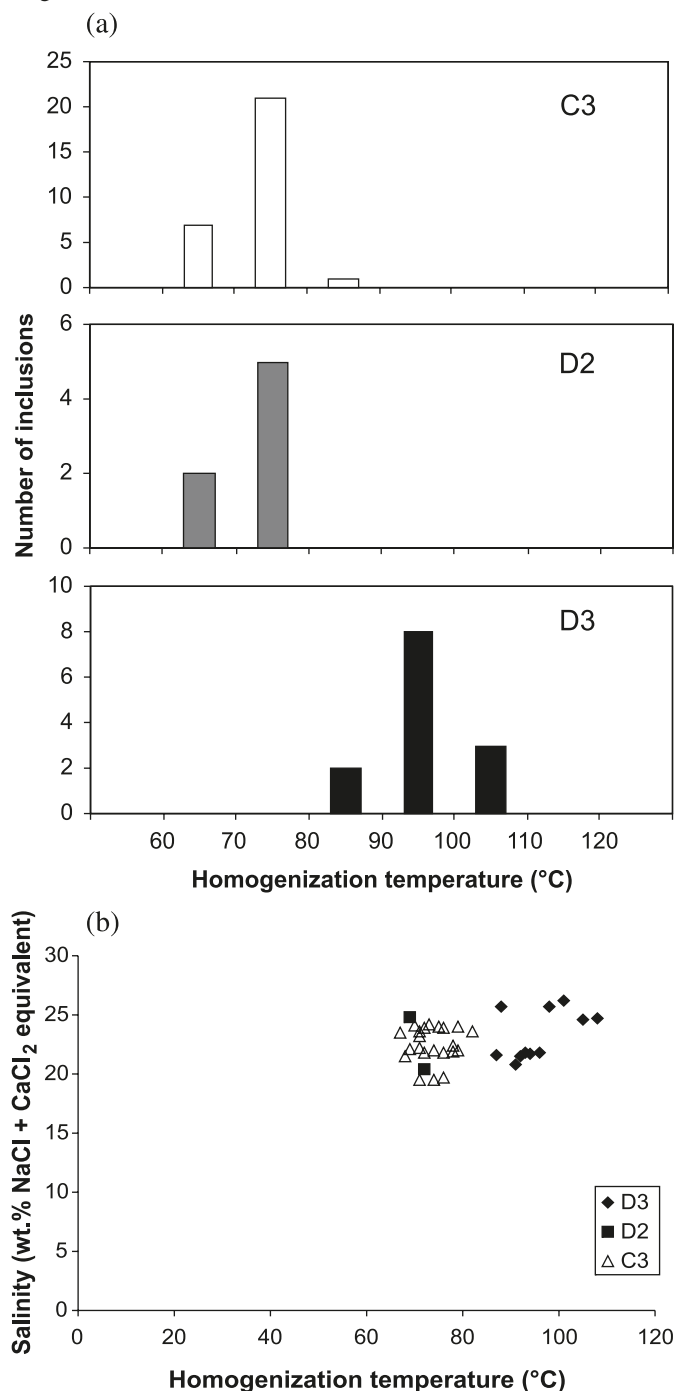 (a)
25
20
15
10
5
0
C3
6
4
2
0
D2
Number of inclusions
10
8
6
4
2
0
D3
60 70 80 90 100 110 120
Homogenization temperature (°C)
(b)
30
25
20
15
10
5
0
Salinity (wt.% NaCl + CaCl₂ equivalent)
D3
D2
C3
0 20 40 60 80 100 120
Homogenization temperature (°C)